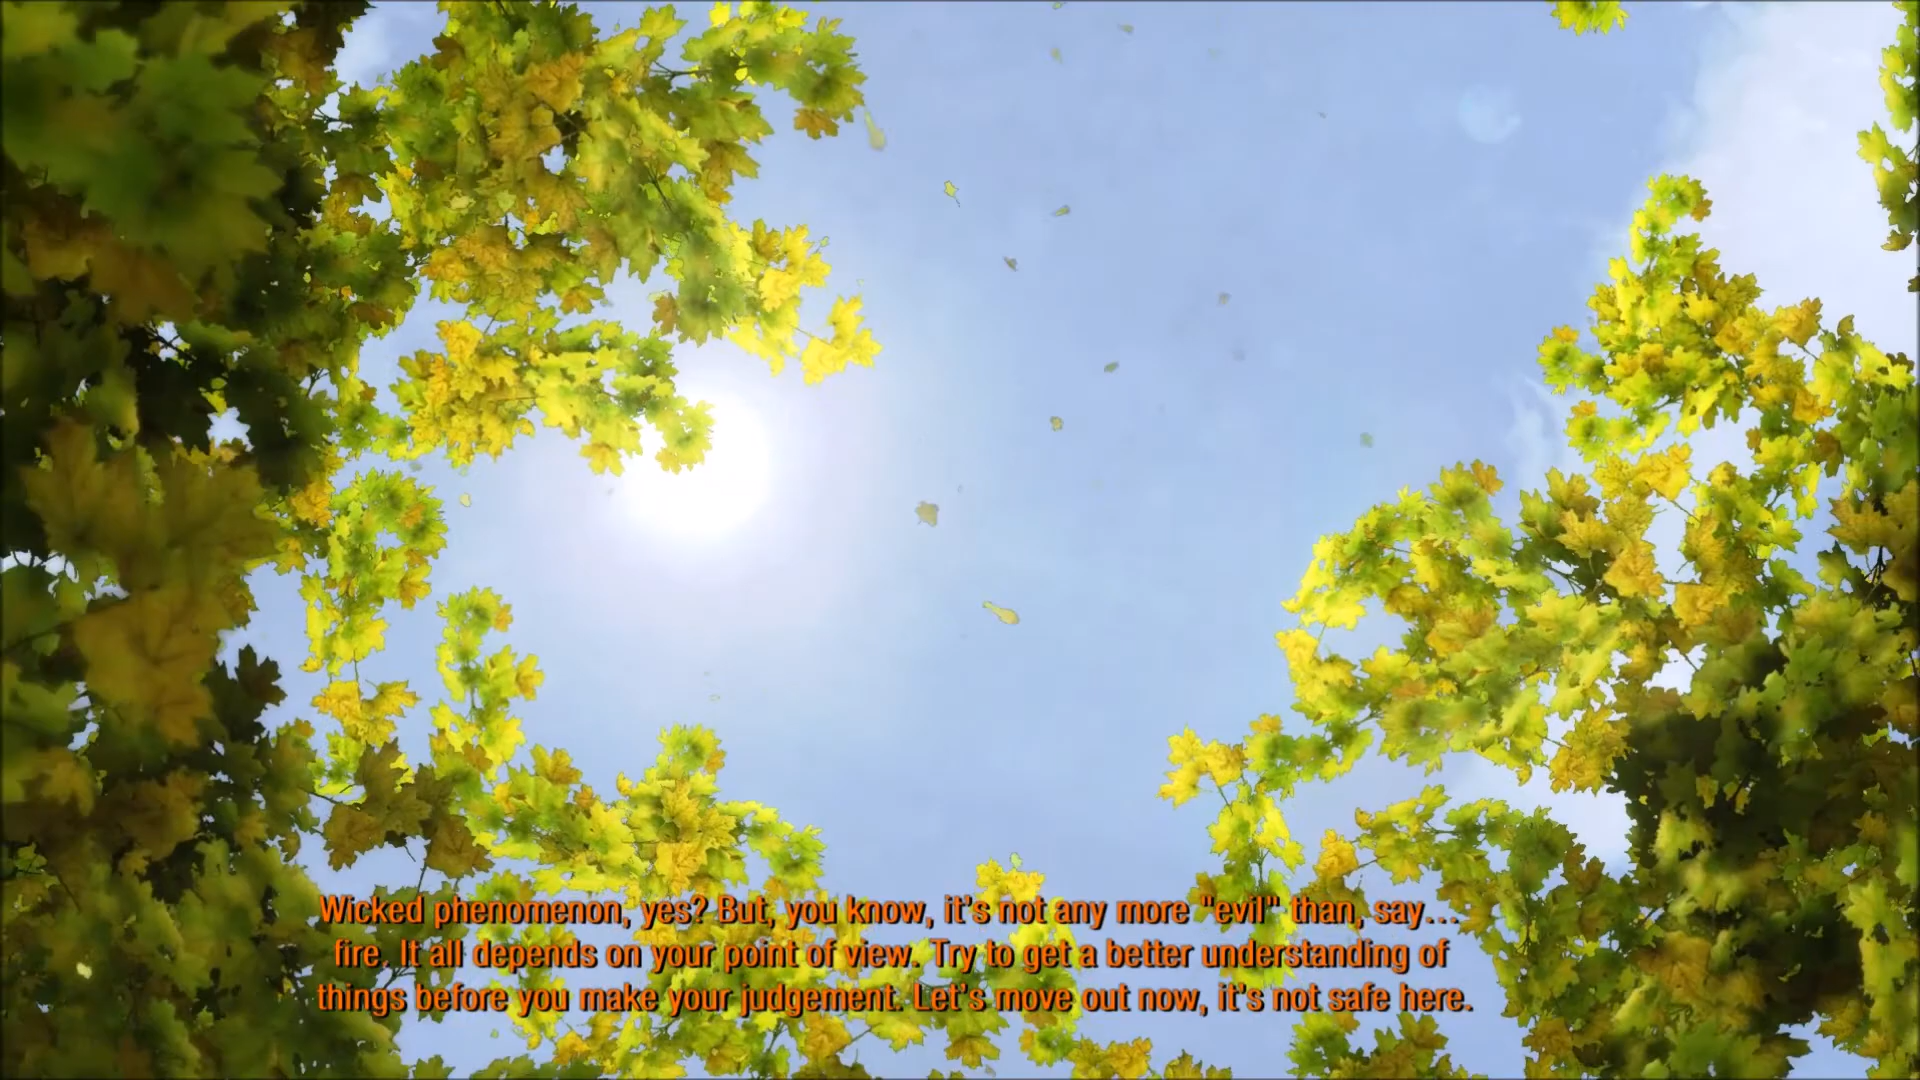 Wicked phenomenon, yes? But, you know, it's not any more "evil" than, say...
fire. It all depends on your point of view. Try to get a better understanding of
things before you make your judgement. Let's move out now, it's not safe here.